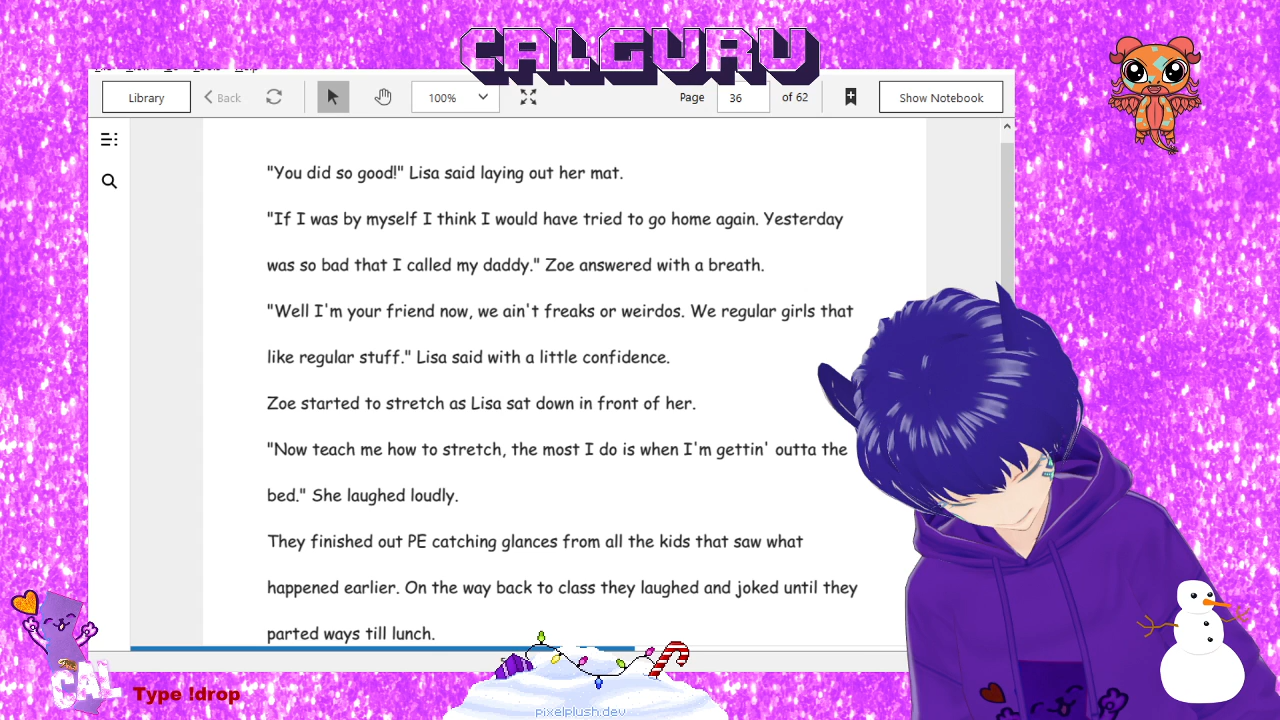 CALGURU
Library
Back
100%
Page
36
of 62
Show Notebook
"You did so good!" Lisa said laying out her mat.
"If I was by myself I think I would have tried to go home again. Yesterday
was so bad that I called my daddy." Zoe answered with a breath.
"Well I'm your friend now, we ain't freaks or weirdos. We regular girls that
like regular stuff." Lisa said with a little confidence.
Zoe started to stretch as Lisa sat down in front of her.
"Now teach me how to stretch, the most I do is when I'm gettin' outta the
bed." She laughed loudly.
They finished out PE catching glances from all the kids that saw what
happened earlier. On the way back to class they laughed and joked until they
parted ways till lunch.
CAL
Type !drop
pixelplush.dev